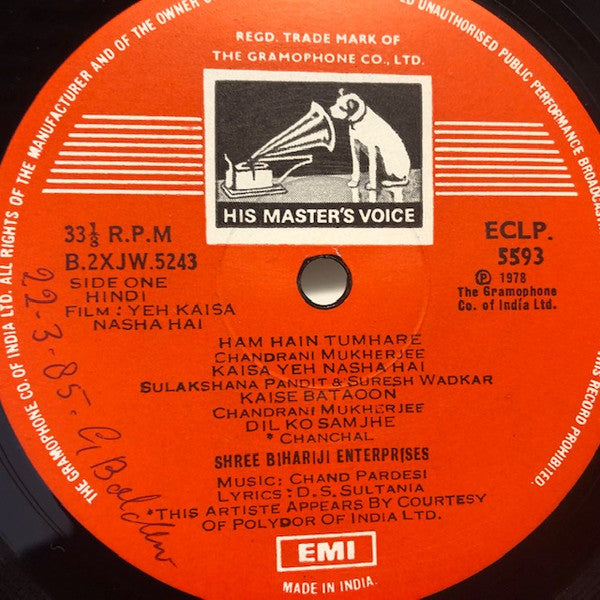 THE GRAMOPHONE CO. OF INDIA LTD. ALL RIGHTS OF THE MANUFACTURER AND OF THE OWNER O
UNAUTHORISED PUBLIC PERFORMANCE BROADCAS
THIS RECORD PROHIBITED.
REGD. TRADE MARK OF
THE GRAMOPHONE CO., LTD.
HIS MASTER'S VOICE
33⅓ R.P.M
B.2XJW.5243
SIDE ONE
HINDI
FILM: YEH KAISA
NASHA HAI
ECLP.
5593
Ⓟ 1978
The Gramophone
Co. of India Ltd.
HAM HAIN TUMHARE
CHANDRANI MUKHERJEE
KAISA YEH NASHA HAI
SULAKSHANA PANDIT & SURESH WADKAR
KAISE BATAOON
CHANDRANI MUKHERJEE
DIL KO SAMJHE
* CHANCHAL
SHREE BIHARIJI ENTERPRISES
MUSIC: CHAND PARDESI
LYRICS: D.S. SULTANIA
*THIS ARTISTE APPEARS BY COURTESY
OF POLYDOR OF INDIA LTD.
EMI
MADE IN INDIA.
22-3-85.